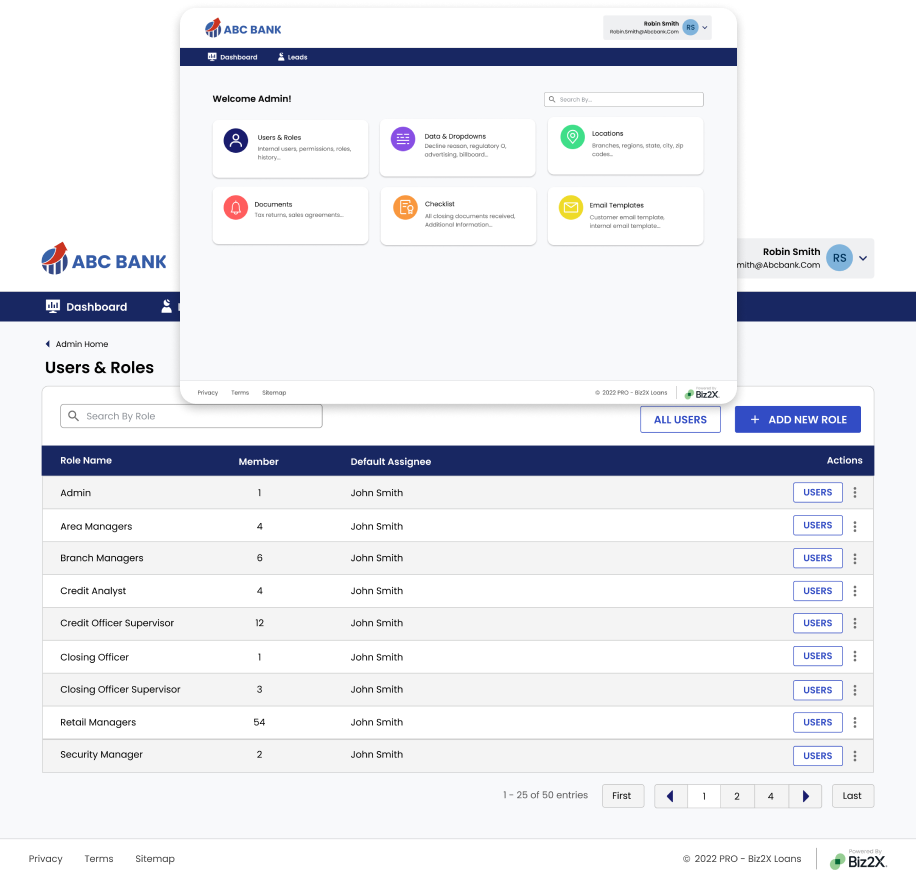 ABC BANK
Robin Smith
Robin.Smith@Abcbank.Com
RS
Dashboard
Leads
Welcome Admin!
Search By...
Users & Roles
Internal users, permissions, roles,
history...
Data & Dropdowns
Decline reason, regulatory O,
advertising, billboard...
Locations
Branches, regions, state, city, zip
codes...
Documents
Tax returns, sales agreements...
Checklist
All closing documents received,
Additional Information...
Email Templates
Customer email template,
internal email template...
Privacy
Terms
Sitemap
© 2022 PRO - Biz2X Loans
Powered By
Biz2X.
ABC BANK
Robin Smith
mith@Abcbank.Com
RS
Dashboard
Admin Home
Users & Roles
Search By Role
ALL USERS
+ ADD NEW ROLE
Role Name Member Default Assignee Actions
Admin 1 John Smith USERS
Area Managers 4 John Smith USERS
Branch Managers 6 John Smith USERS
Credit Analyst 4 John Smith USERS
Credit Officer Supervisor 12 John Smith USERS
Closing Officer 1 John Smith USERS
Closing Officer Supervisor 3 John Smith USERS
Retail Managers 54 John Smith USERS
Security Manager 2 John Smith USERS
1 - 25 of 50 entries First 1 2 4 Last
Privacy Terms Sitemap
© 2022 PRO - Biz2X Loans
Powered By
Biz2X.